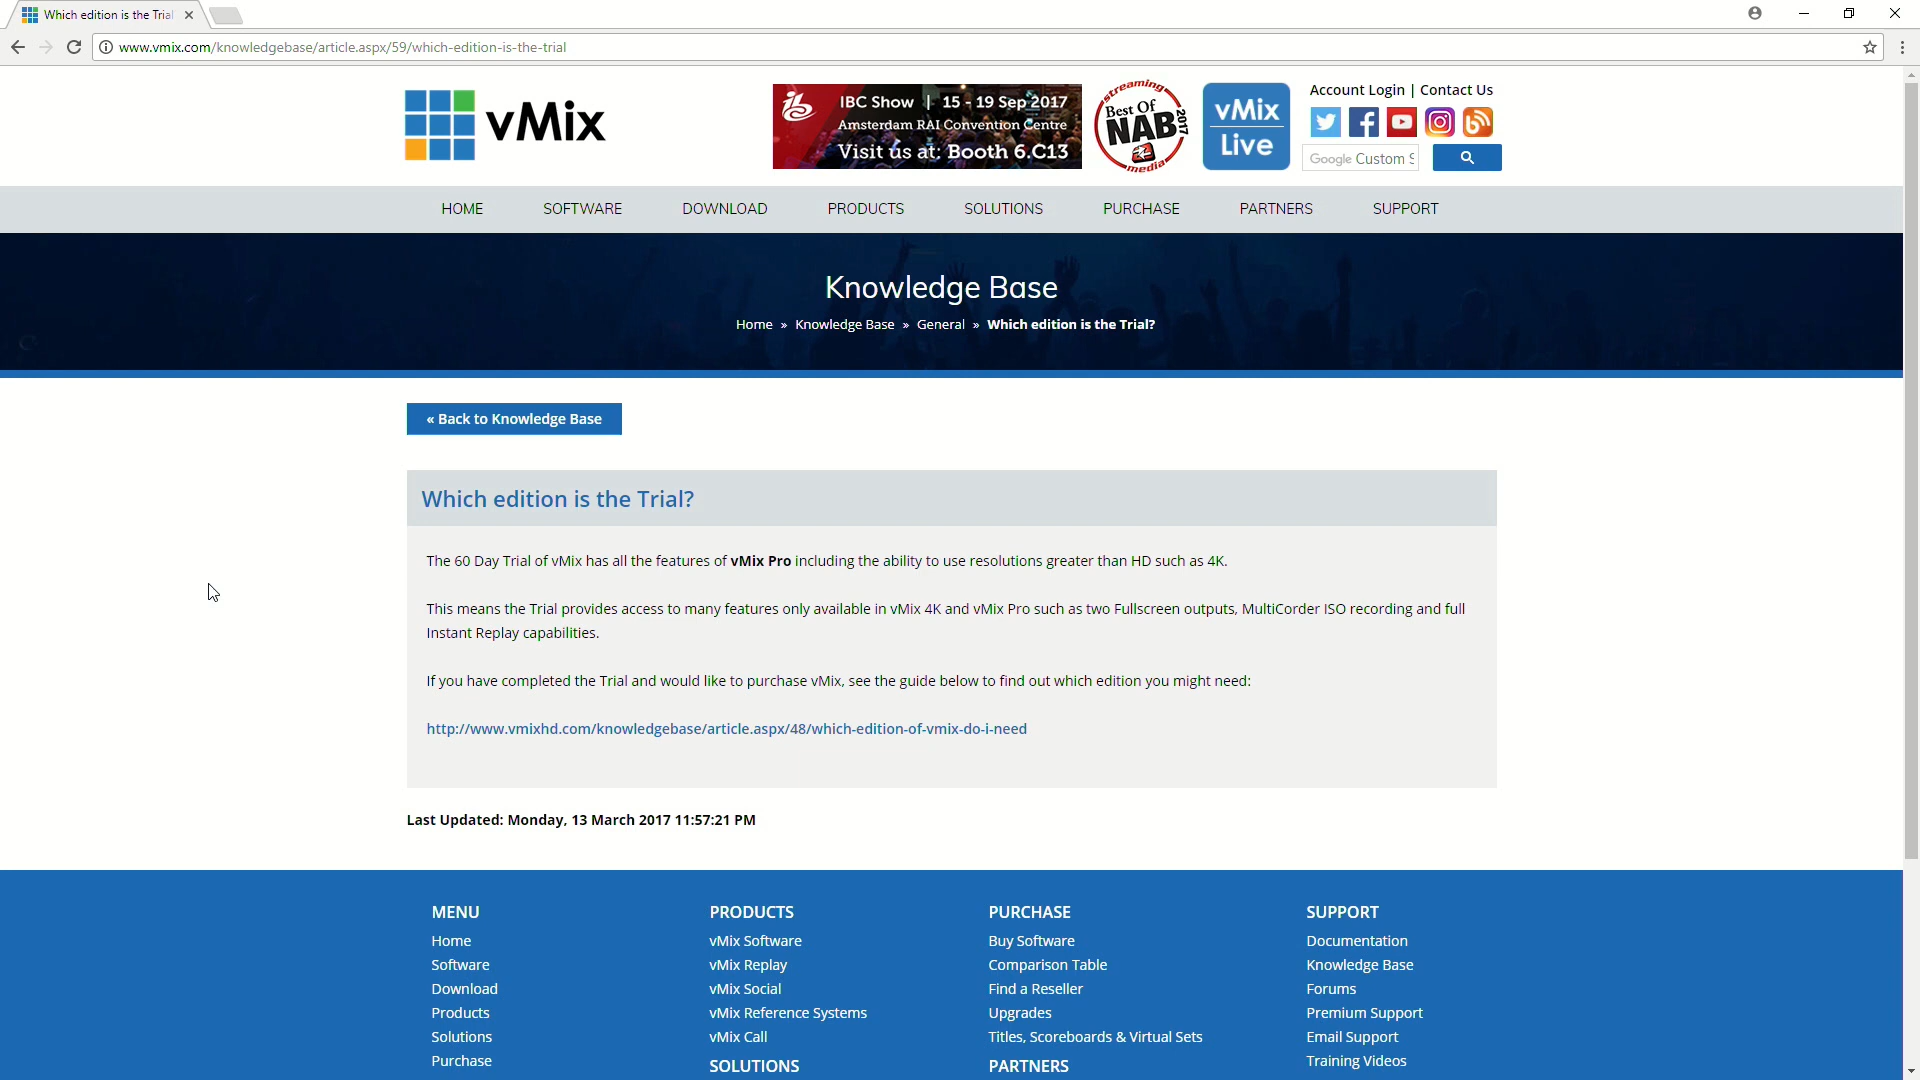 Which edition is the Tria
www.vmix.com/knowledgebase/article.aspx/59/which-edition-is-the-trial
vMix
IBC Show | 15 - 19 Sep 2017
Amsterdam RAI Convention Centre
Visit us at: Booth 6.C13
streaming
Best Of
NAB
2017
media
vMix
Live
Account Login | Contact Us
Google Custom S
HOME SOFTWARE DOWNLOAD PRODUCTS SOLUTIONS PURCHASE PARTNERS SUPPORT
Knowledge Base
Home » Knowledge Base » General » Which edition is the Trial?
« Back to Knowledge Base
Which edition is the Trial?
The 60 Day Trial of vMix has all the features of vMix Pro including the ability to use resolutions greater than HD such as 4K.
This means the Trial provides access to many features only available in vMix 4K and vMix Pro such as two Fullscreen outputs, MultiCorder ISO recording and full
Instant Replay capabilities.
If you have completed the Trial and would like to purchase vMix, see the guide below to find out which edition you might need:
http://www.vmixhd.com/knowledgebase/article.aspx/48/which-edition-of-vmix-do-i-need
Last Updated: Monday, 13 March 2017 11:57:21 PM
MENU
Home
Software
Download
Products
Solutions
Purchase
PRODUCTS
vMix Software
vMix Replay
vMix Social
vMix Reference Systems
vMix Call
SOLUTIONS
PURCHASE
Buy Software
Comparison Table
Find a Reseller
Upgrades
Titles, Scoreboards & Virtual Sets
PARTNERS
SUPPORT
Documentation
Knowledge Base
Forums
Premium Support
Email Support
Training Videos